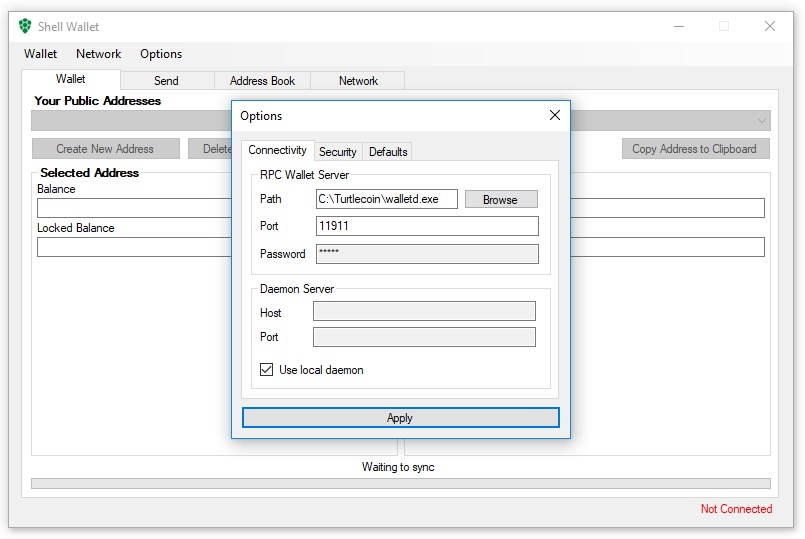 Shell Wallet
Wallet Network Options
Wallet Send Address Book Network
Your Public Addresses
Create New Address Delete Copy Address to Clipboard
Selected Address
Balance
Locked Balance
Options
Connectivity Security Defaults
RPC Wallet Server
Path C:\Turtlecoin\walletd.exe Browse
Port 11911
Password *****
Daemon Server
Host
Port
Use local daemon
Apply
Waiting to sync
Not Connected